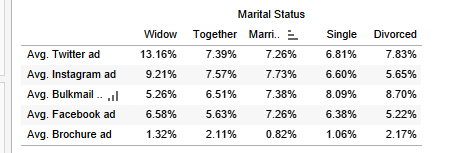 Marital Status
Widow Together Marri.. Single Divorced
Avg. Twitter ad 13.16% 7.39% 7.26% 6.81% 7.83%
Avg. Instagram ad 9.21% 7.57% 7.73% 6.60% 5.65%
Avg. Bulkmail .. 5.26% 6.51% 7.38% 8.09% 8.70%
Avg. Facebook ad 6.58% 5.63% 7.26% 6.38% 5.22%
Avg. Brochure ad 1.32% 2.11% 0.82% 1.06% 2.17%